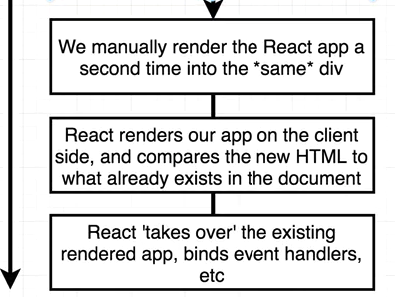 We manually render the React app a
second time into the *same* div
React renders our app on the client
side, and compares the new HTML to
what already exists in the document
React 'takes over' the existing
rendered app, binds event handlers,
etc